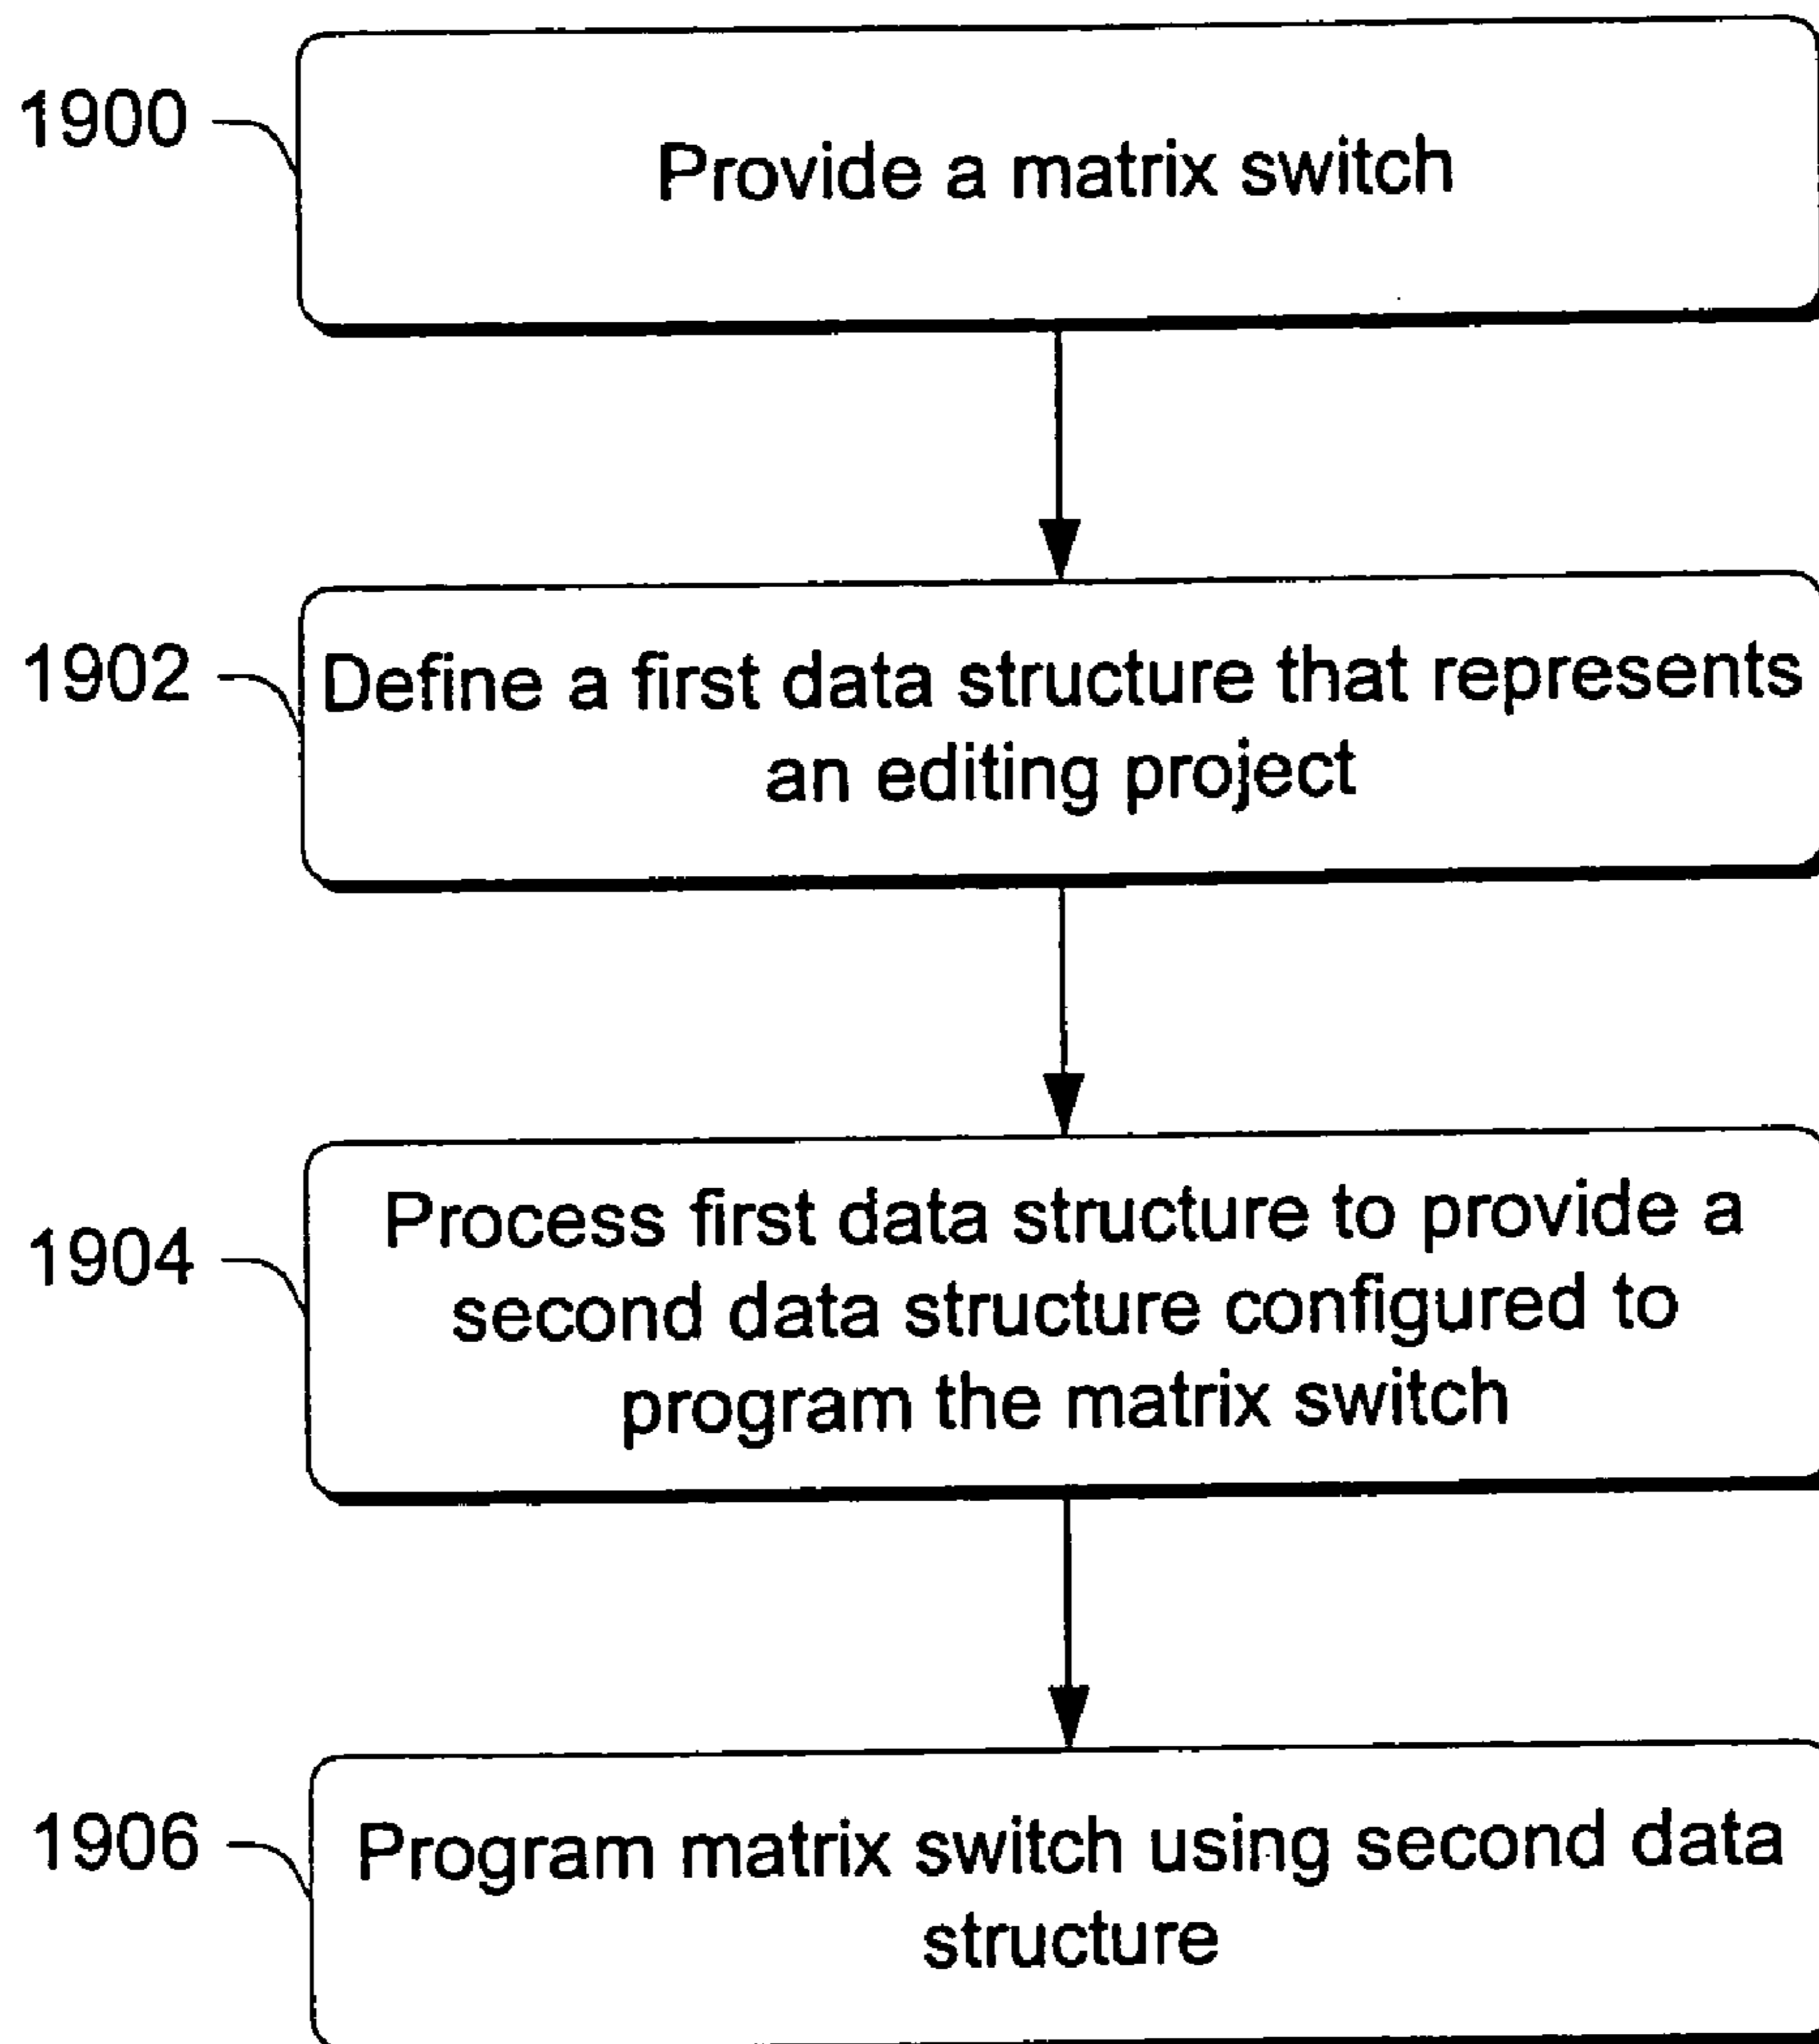 1900
Provide a matrix switch
1902
Define a first data structure that represents
an editing project
1904
Process first data structure to provide a
second data structure configured to
program the matrix switch
1906
Program matrix switch using second data
structure